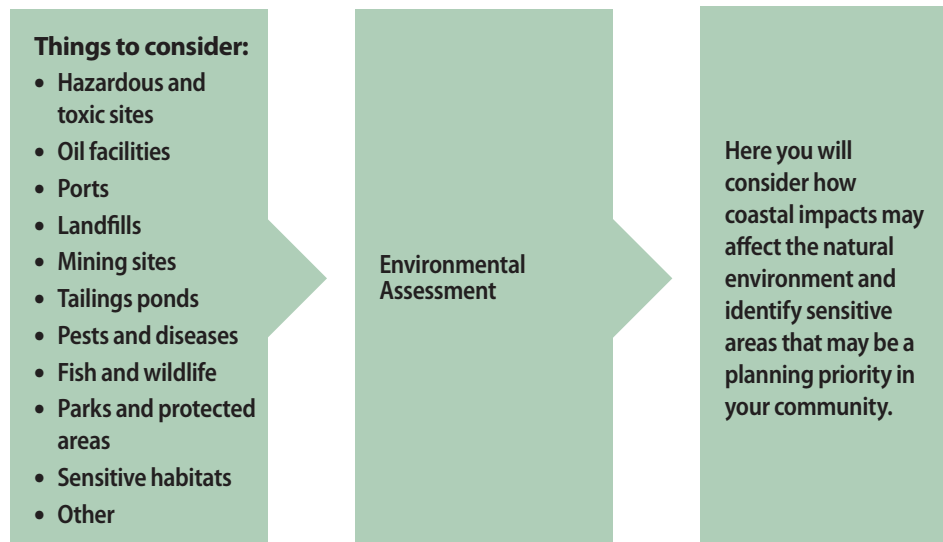 Things to consider:
• Hazardous and
toxic sites
• Oil facilities
• Ports
• Landfills
• Mining sites
• Tailings ponds
• Pests and diseases
• Fish and wildlife
• Parks and protected
areas
• Sensitive habitats
• Other
Environmental
Assessment
Here you will
consider how
coastal impacts may
affect the natural
environment and
identify sensitive
areas that may be a
planning priority in
your community.